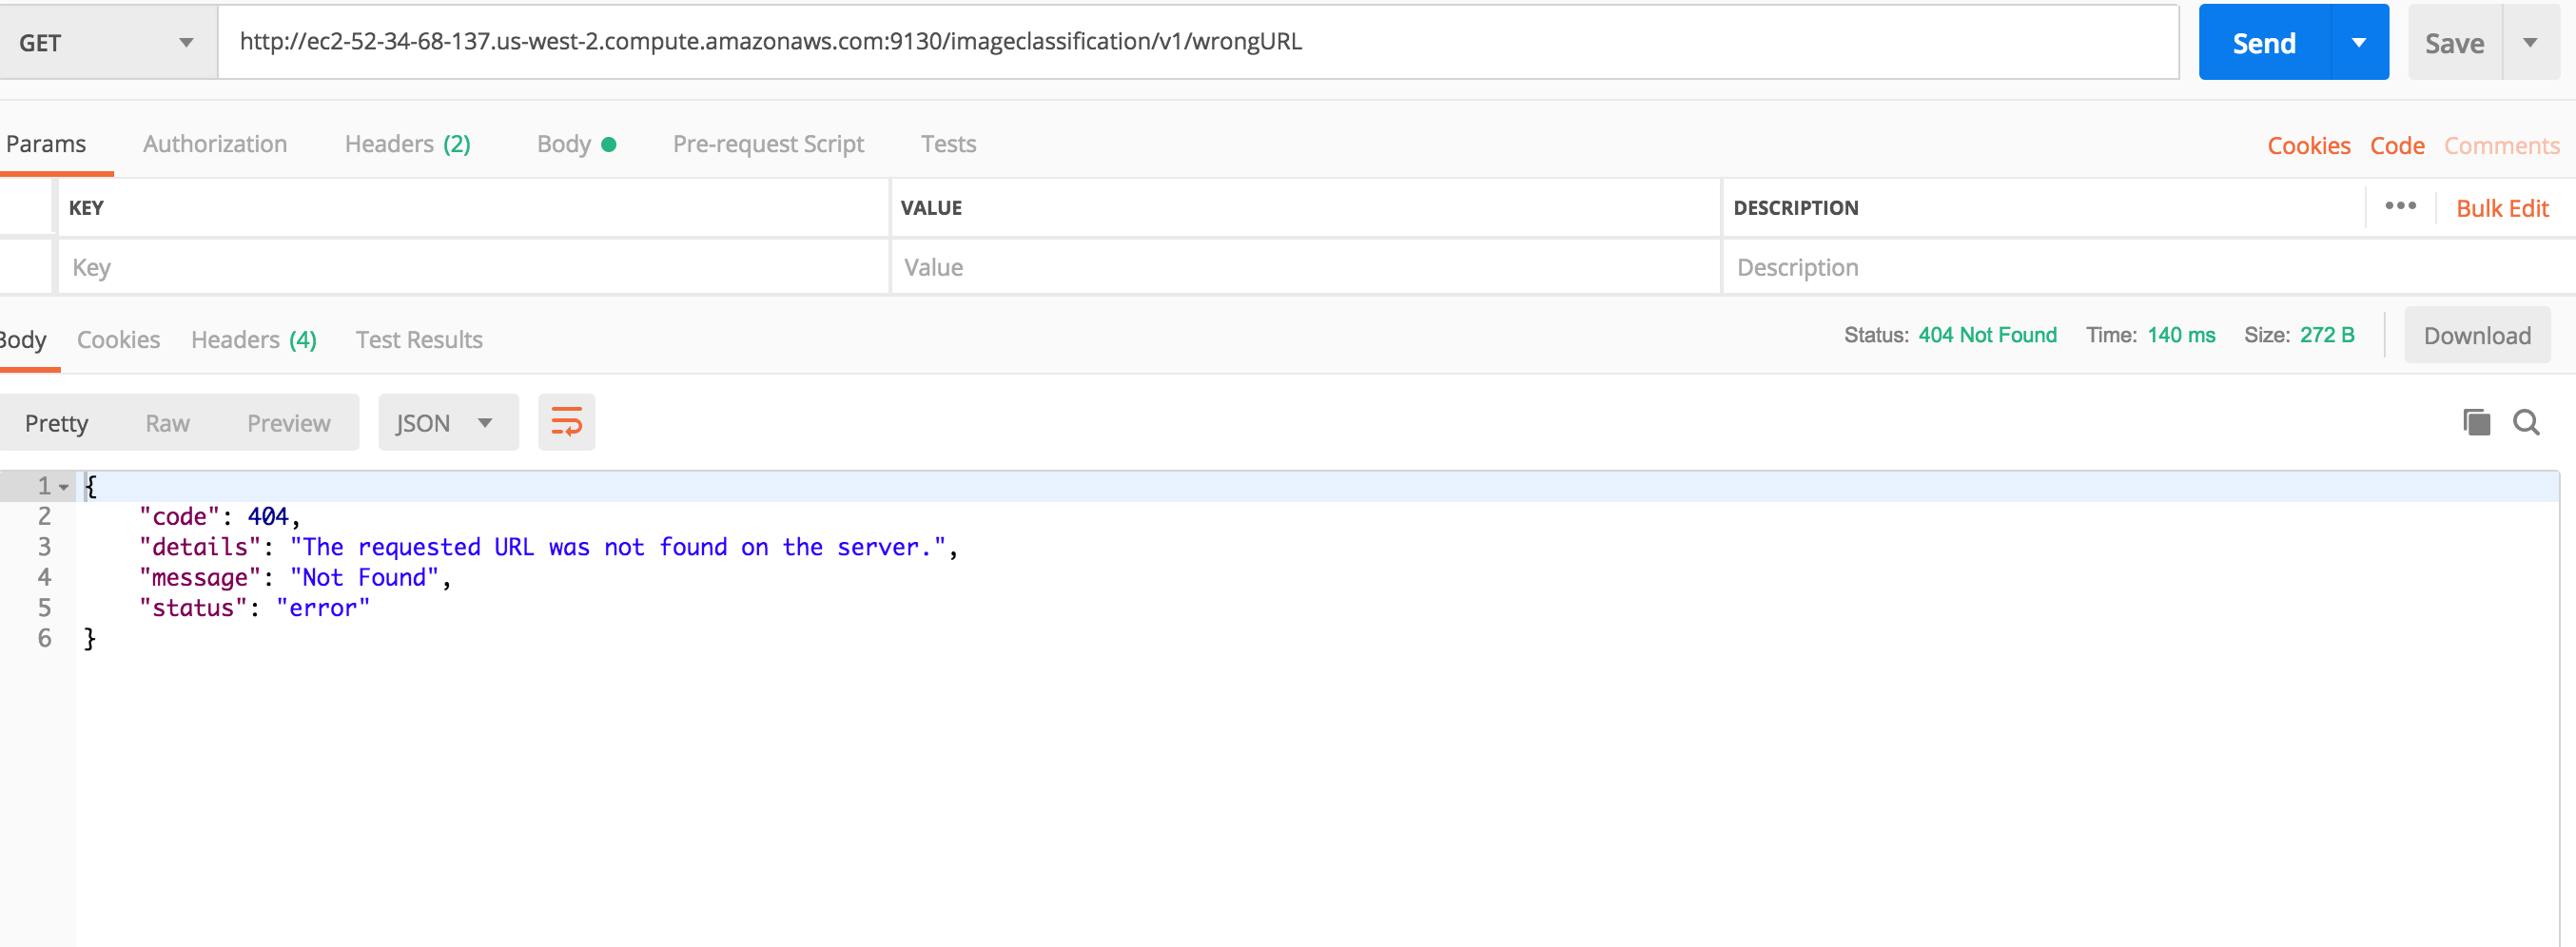 GET http://ec2-52-34-68-137.us-west-2.compute.amazonaws.com:9130/imageclassification/v1/wrongURL Send Save
Params Authorization Headers (2) Body Pre-request Script Tests Cookies Code Comments
KEY VALUE DESCRIPTION ••• Bulk Edit
Key Value Description
Body Cookies Headers (4) Test Results Status: 404 Not Found Time: 140 ms Size: 272 B Download
Pretty Raw Preview JSON
1 {
2 "code": 404,
3 "details": "The requested URL was not found on the server.",
4 "message": "Not Found",
5 "status": "error"
6 }